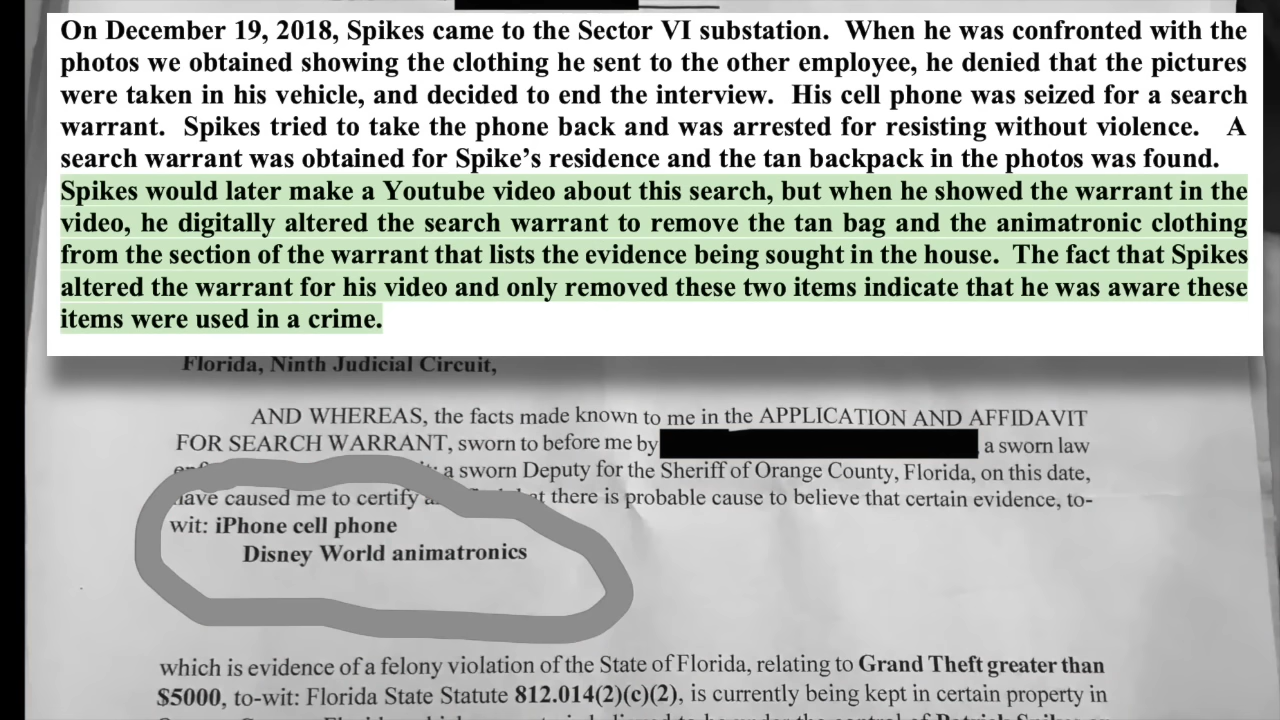 On December 19, 2018, Spikes came to the Sector VI substation. When he was confronted with the
photos we obtained showing the clothing he sent to the other employee, he denied that the pictures
were taken in his vehicle, and decided to end the interview. His cell phone was seized for a search
warrant. Spikes tried to take the phone back and was arrested for resisting without violence. A
search warrant was obtained for Spike's residence and the tan backpack in the photos was found.
Spikes would later make a Youtube video about this search, but when he showed the warrant in the
video, he digitally altered the search warrant to remove the tan bag and the animatronic clothing
from the section of the warrant that lists the evidence being sought in the house. The fact that Spikes
altered the warrant for his video and only removed these two items indicate that he was aware these
items were used in a crime.
Florida, Ninth Judicial Circuit,
AND WHEREAS, the facts made known to me in the APPLICATION AND AFFIDAVIT
FOR SEARCH WARRANT, sworn to before me by , a sworn law
a sworn Deputy for the Sheriff of Orange County, Florida, on this date,
have caused me to certify there is probable cause to believe that certain evidence, to-
wit: iPhone cell phone
Disney World animatronics
which is evidence of a felony violation of the State of Florida, relating to Grand Theft greater than
$5000, to-wit: Florida State Statute 812.014(2)(c)(2), is currently being kept in certain property in